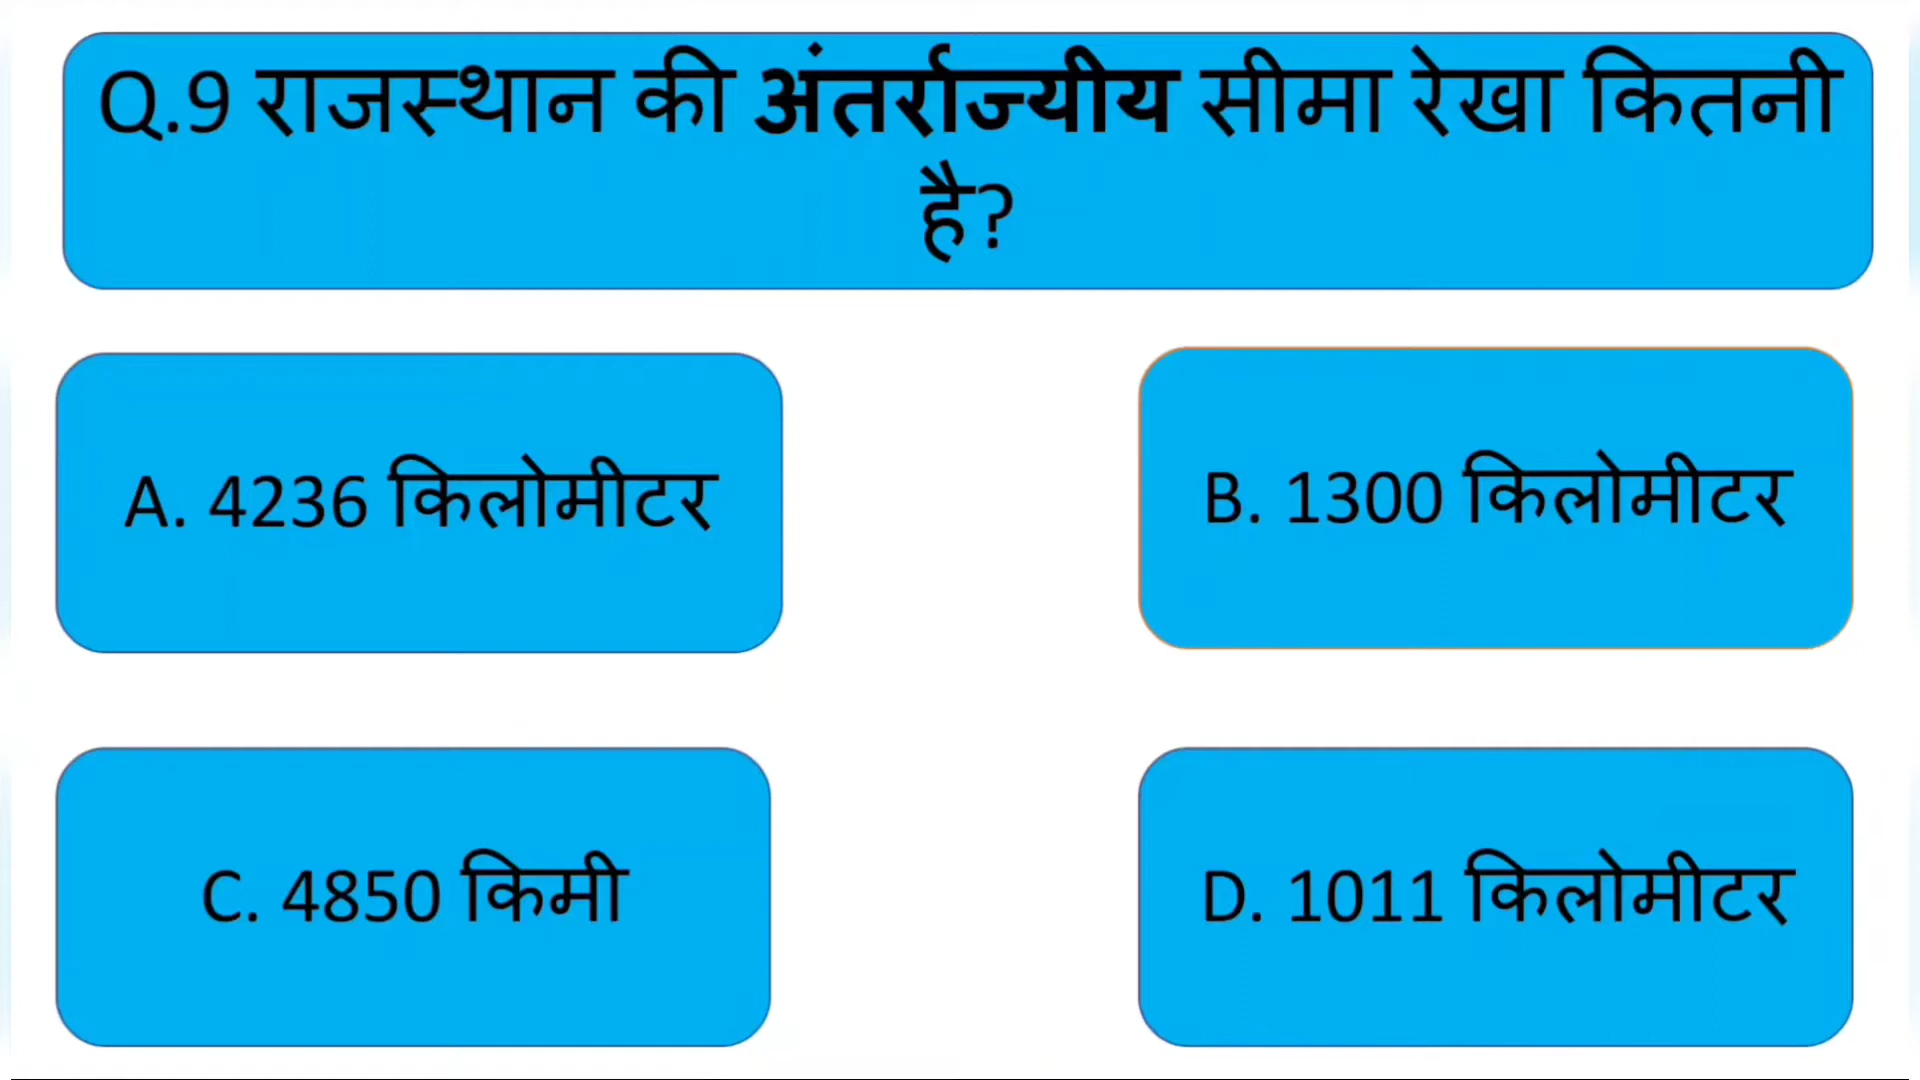 Q.9 राजस्थान की अंतर्राज्यीय सीमा रेखा कितनी
है?
A. 4236 किलोमीटर
B. 1300 किलोमीटर
C. 4850 किमी
D. 1011 किलोमीटर